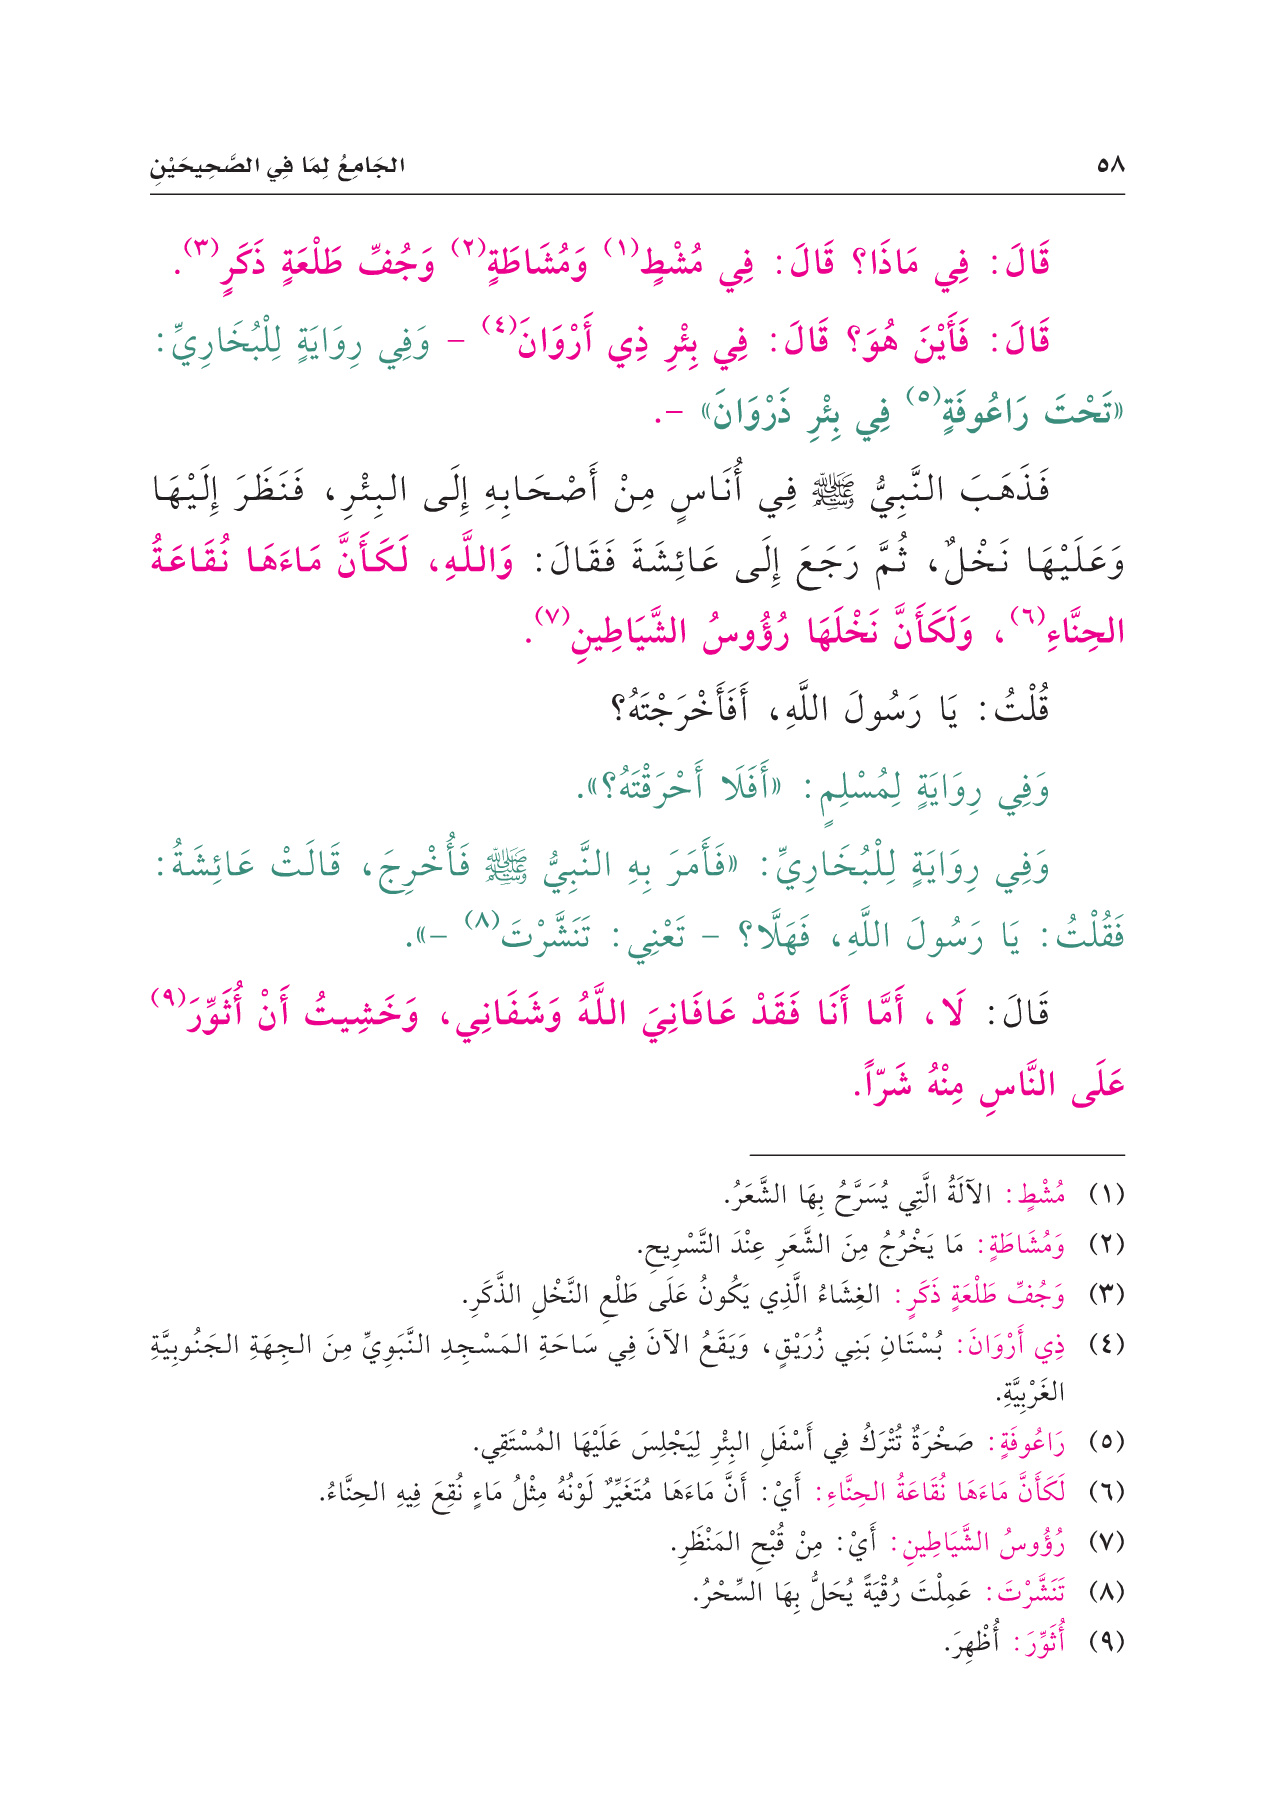 ٥٨ الجَامِعُ لِمَا فِي الصَّحِيحَيْنِ
قَالَ: فِي مَاذَا؟ قَالَ: فِي مُشْطٍ(١) وَمُشَاطَةٍ(٢) وَجُفِّ طَلْعَةٍ ذَكَرٍ(٣).
قَالَ: فَأَيْنَ هُوَ؟ قَالَ: فِي بِئْرِ ذِي أَرْوَانَ(٤) – وَفِي رِوَايَةٍ لِلْبُخَارِيِّ:
«تَحْتَ رَاعُوفَةٍ(٥) فِي بِئْرِ ذَرْوَانَ» –.
فَذَهَبَ النَّبِيُّ ﷺ فِي أُنَاسٍ مِنْ أَصْحَابِهِ إِلَى البِئْرِ، فَنَظَرَ إِلَيْهَا
وَعَلَيْهَا نَخْلٌ، ثُمَّ رَجَعَ إِلَى عَائِشَةَ فَقَالَ: وَاللَّهِ، لَكَأَنَّ مَاءَهَا نُقَاعَةُ
الحِنَّاءِ(٦)، وَلَكَأَنَّ نَخْلَهَا رُؤُوسُ الشَّيَاطِينِ(٧).
قُلْتُ: يَا رَسُولَ اللَّهِ، أَفَأَخْرَجْتَهُ؟
وَفِي رِوَايَةٍ لِمُسْلِمٍ: «أَفَلَا أَحْرَقْتَهُ؟».
وَفِي رِوَايَةٍ لِلْبُخَارِيِّ: «فَأَمَرَ بِهِ النَّبِيُّ ﷺ فَأُخْرِجَ، قَالَتْ عَائِشَةُ:
فَقُلْتُ: يَا رَسُولَ اللَّهِ، فَهَلَّا؟ – تَعْنِي: تَنَشَّرْتَ(٨) –».
قَالَ: لَا، أَمَّا أَنَا فَقَدْ عَافَانِيَ اللَّهُ وَشَفَانِي، وَخَشِيتُ أَنْ أُثَوِّرَ(٩)
عَلَى النَّاسِ مِنْهُ شَرّاً.
(١) مُشْطٍ: الآلَةُ الَّتِي يُسَرَّحُ بِهَا الشَّعَرُ.
(٢) وَمُشَاطَةٍ: مَا يَخْرُجُ مِنَ الشَّعَرِ عِنْدَ التَّسْرِيحِ.
(٣) وَجُفِّ طَلْعَةٍ ذَكَرٍ: الغِشَاءُ الَّذِي يَكُونُ عَلَى طَلْعِ النَّخْلِ الذَّكَرِ.
(٤) ذِي أَرْوَانَ: بُسْتَانِ بَنِي زُرَيْقٍ، وَيَقَعُ الآنَ فِي سَاحَةِ المَسْجِدِ النَّبَوِيِّ مِنَ الجِهَةِ الجَنُوبِيَّةِ
الغَرْبِيَّةِ.
(٥) رَاعُوفَةٍ: صَخْرَةٌ تُتْرَكُ فِي أَسْفَلِ البِئْرِ لِيَجْلِسَ عَلَيْهَا المُسْتَقِي.
(٦) لَكَأَنَّ مَاءَهَا نُقَاعَةُ الحِنَّاءِ: أَيْ: أَنَّ مَاءَهَا مُتَغَيِّرٌ لَوْنُهُ مِثْلُ مَاءٍ نُقِعَ فِيهِ الحِنَّاءُ.
(٧) رُؤُوسُ الشَّيَاطِينِ: أَيْ: مِنْ قُبْحِ المَنْظَرِ.
(٨) تَنَشَّرْتَ: عَمِلْتَ رُقْيَةً يُحَلُّ بِهَا السِّحْرُ.
(٩) أُثَوِّرَ: أُظْهِرَ.